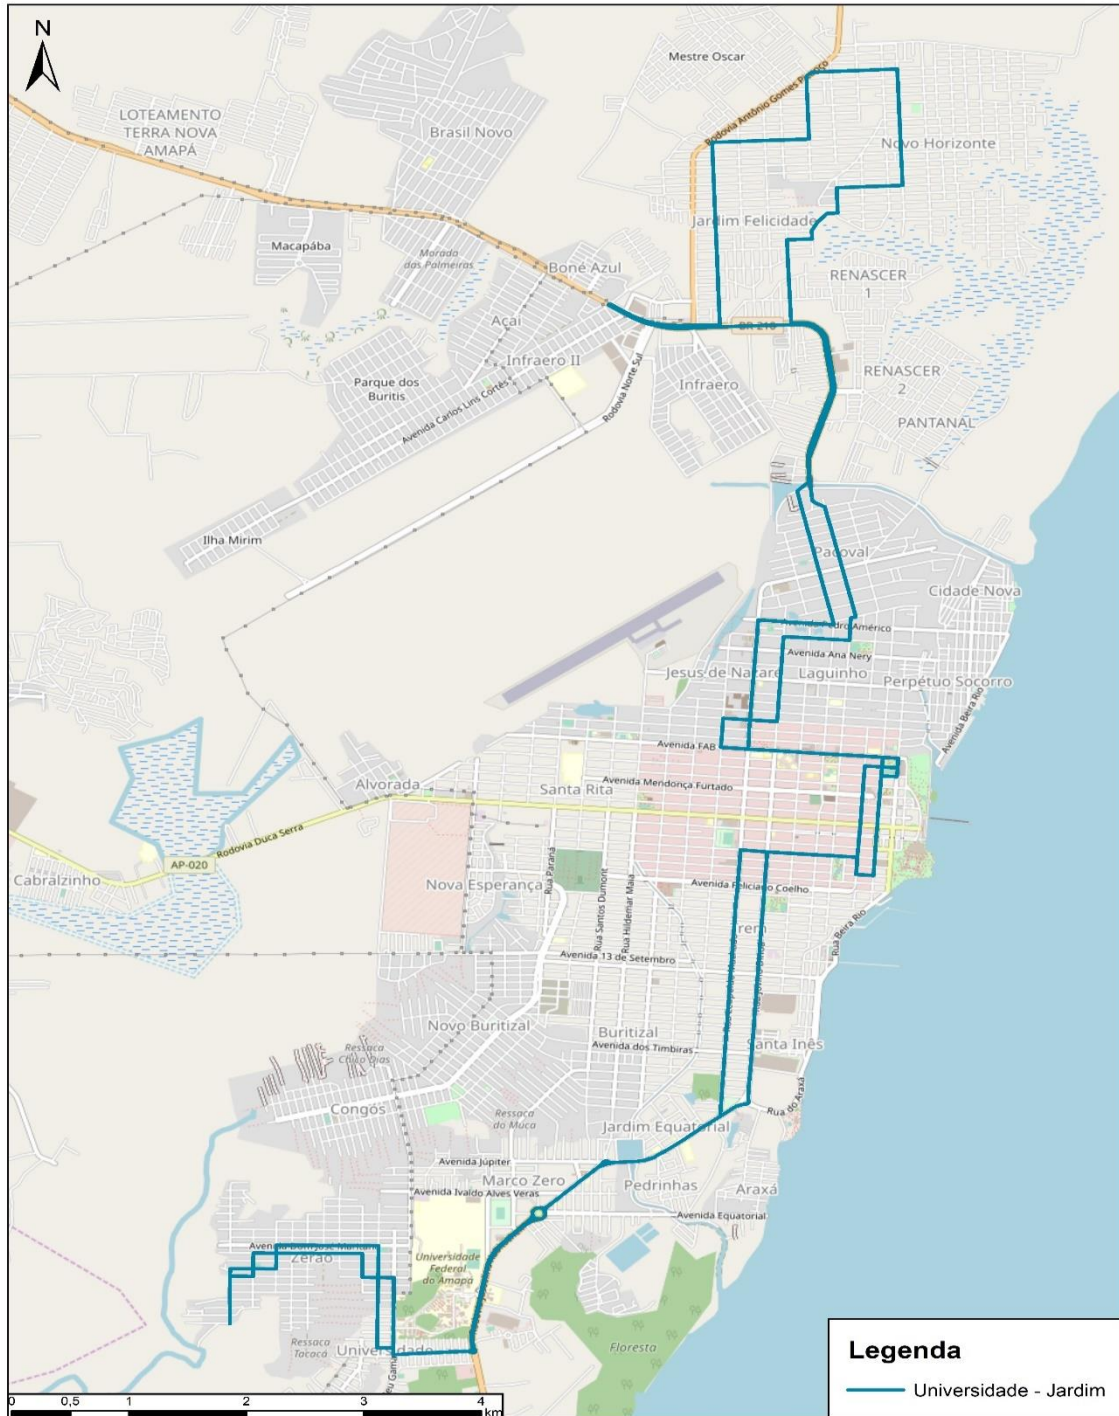 N
Mestre Oscar
Rodovia Antônio Gomes
LOTEAMENTO
TERRA NOVA
AMAPÁ
Brasil Novo
Novo Horizonte
Jardim Felicidade
Macapába
Morada
das Palmeiras
Boné Azul
RENASCER
1
Açaí
BR-210
Infraero II
Parque dos
Buritis
Infraero
RENASCER
2
Avenida Carlos Lins Cortês
Rodovia Norte Sul
PANTANAL
Ilha Mirim
Pacoval
Cidade Nova
Avenida Pedro Américo
Avenida Ana Nery
Jesus de Nazaré
Laguinho
Perpétuo Socorro
Avenida Beira Rio
Avenida FAB
Alvorada
Santa Rita
Avenida Mendonça Furtado
Rodovia Duca Serra
AP-020
Cabralzinho
Nova Esperança
Rua Paraná
Rua Santos Dumont
Rua Hildemar Maia
Avenida Feliciano Coelho
Trem
Rua Beira Rio
Avenida 13 de Setembro
Novo Buritizal
Buritizal
Avenida dos Timbiras
Santa Inês
Ressaca
Chico Dias
Congós
Ressaca
do Muca
Rua do Araxá
Jardim Equatorial
Avenida Júpiter
Marco Zero
Pedrinhas
Araxá
Avenida Ivaldo Alves Veras
Avenida Equatorial
Zerão
Universidade
Federal
do Amapá
Ressaca
Tacacá
Universidade
Floresta
Legenda
Universidade - Jardim
0 0,5 1 2 3 4
km